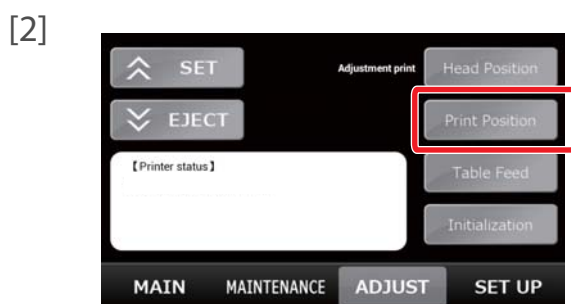 [2]
SET
Adjustment print
Head Position
EJECT
Print Position
【Printer status】
Table Feed
Initialization
MAIN MAINTENANCE ADJUST SET UP